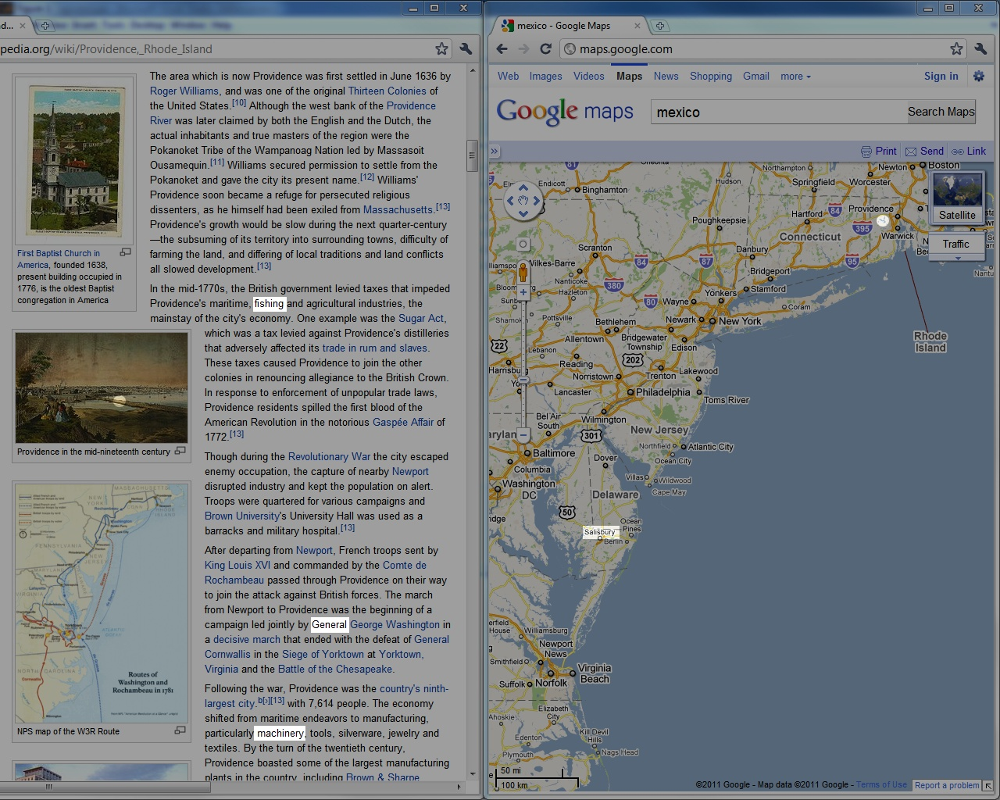 d...
pedia.org/wiki/Providence,_Rhode_Island
The area which is now Providence was first settled in June 1636 by
Roger Williams, and was one of the original Thirteen Colonies of
the United States.[10] Although the west bank of the Providence
River was later claimed by both the English and the Dutch, the
actual inhabitants and true masters of the region were the
Pokanoket Tribe of the Wampanoag Nation led by Massasoit
Ousamequin.[11] Williams secured permission to settle from the
Pokanoket and gave the city its present name.[12] Williams'
Providence soon became a refuge for persecuted religious
dissenters, as he himself had been exiled from Massachusetts.[13]
Providence's growth would be slow during the next quarter-century
—the subsuming of its territory into surrounding towns, difficulty of
farming the land, and differing of local traditions and land conflicts
all slowed development.[13]
First Baptist Church in
America, founded 1638,
present building occupied in
1776, is the oldest Baptist
congregation in America
In the mid-1770s, the British government levied taxes that impeded
Providence's maritime, fishing and agricultural industries, the
mainstay of the city's economy. One example was the Sugar Act,
which was a tax levied against Providence's distilleries
that adversely affected its trade in rum and slaves.
These taxes caused Providence to join the other
colonies in renouncing allegiance to the British Crown.
In response to enforcement of unpopular trade laws,
Providence residents spilled the first blood of the
American Revolution in the notorious Gaspée Affair of
1772.[13]
Providence in the mid-nineteenth century
Though during the Revolutionary War the city escaped
enemy occupation, the capture of nearby Newport
disrupted industry and kept the population on alert.
Troops were quartered for various campaigns and
Brown University's University Hall was used as a
barracks and military hospital.[13]
After departing from Newport, French troops sent by
King Louis XVI and commanded by the Comte de
Rochambeau passed through Providence on their way
to join the attack against British forces. The march
from Newport to Providence was the beginning of a
campaign led jointly by General George Washington in
a decisive march that ended with the defeat of General
Cornwallis in the Siege of Yorktown at Yorktown,
Virginia and the Battle of the Chesapeake.
Routes of
Washington and
Rochambeau in 1781
NPS map of the W3R Route
Following the war, Providence was the country's ninth-
largest city.b[›][13] with 7,614 people. The economy
shifted from maritime endeavors to manufacturing,
particularly machinery, tools, silverware, jewelry and
textiles. By the turn of the twentieth century,
Providence boasted some of the largest manufacturing
plants in the country, including Brown & Sharpe,
mexico - Google Maps
maps.google.com
Web Images Videos Maps News Shopping Gmail more Sign in
Google maps
mexico
Search Maps
Print Send Link
Satellite
Traffic
Oneonta
Northampton
Newton
Boston
Endicott
Binghamton
Hudson
Springfield
Worcester
Hartford
84
Providence
395
Poughkeepsie
Connecticut
Warwick
Scranton
84
87
Danbury
95
Wilkes-Barre
Bridgeport
Nanticoke
380
Stamford
Hazleton
80
Wayne
Yonkers
Coram
Pottsville
Bethlehem
Newark
New York
Allentown
Bridgewater
Township
Edison
Rhode
Island
22
Lebanon
Reading
202
Harrisburg
Norristown
Trenton
Lakewood
Lancaster
Philadelphia
Toms River
Bel Air
South
Wilmington
301
New Jersey
Baltimore
Northfield
Atlantic City
Dover
Ocean City
Columbia
Villas
Wildwood
Washington
DC
Cape May
Delaware
50
Ocean
Pines
Salisbury
Berlin
Williamsburg
Newport
News
Smithfield
Virginia
Beach
Norfolk
Suffolk
Elizabeth
City
Ahoskie
Edenton
Kill Devil
Hills
Plymouth
Nags Head
50 mi
100 km
©2011 Google - Map data ©2011 Google - Terms of Use
Report a problem